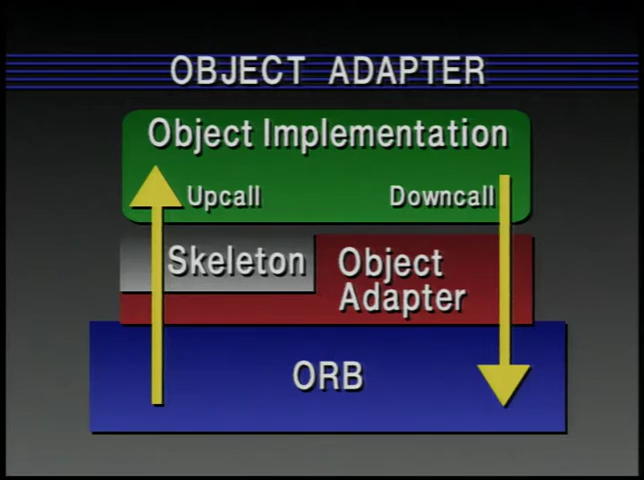 OBJECT ADAPTER
Object Implementation
Upcall
Downcall
Skeleton
Object
Adapter
ORB